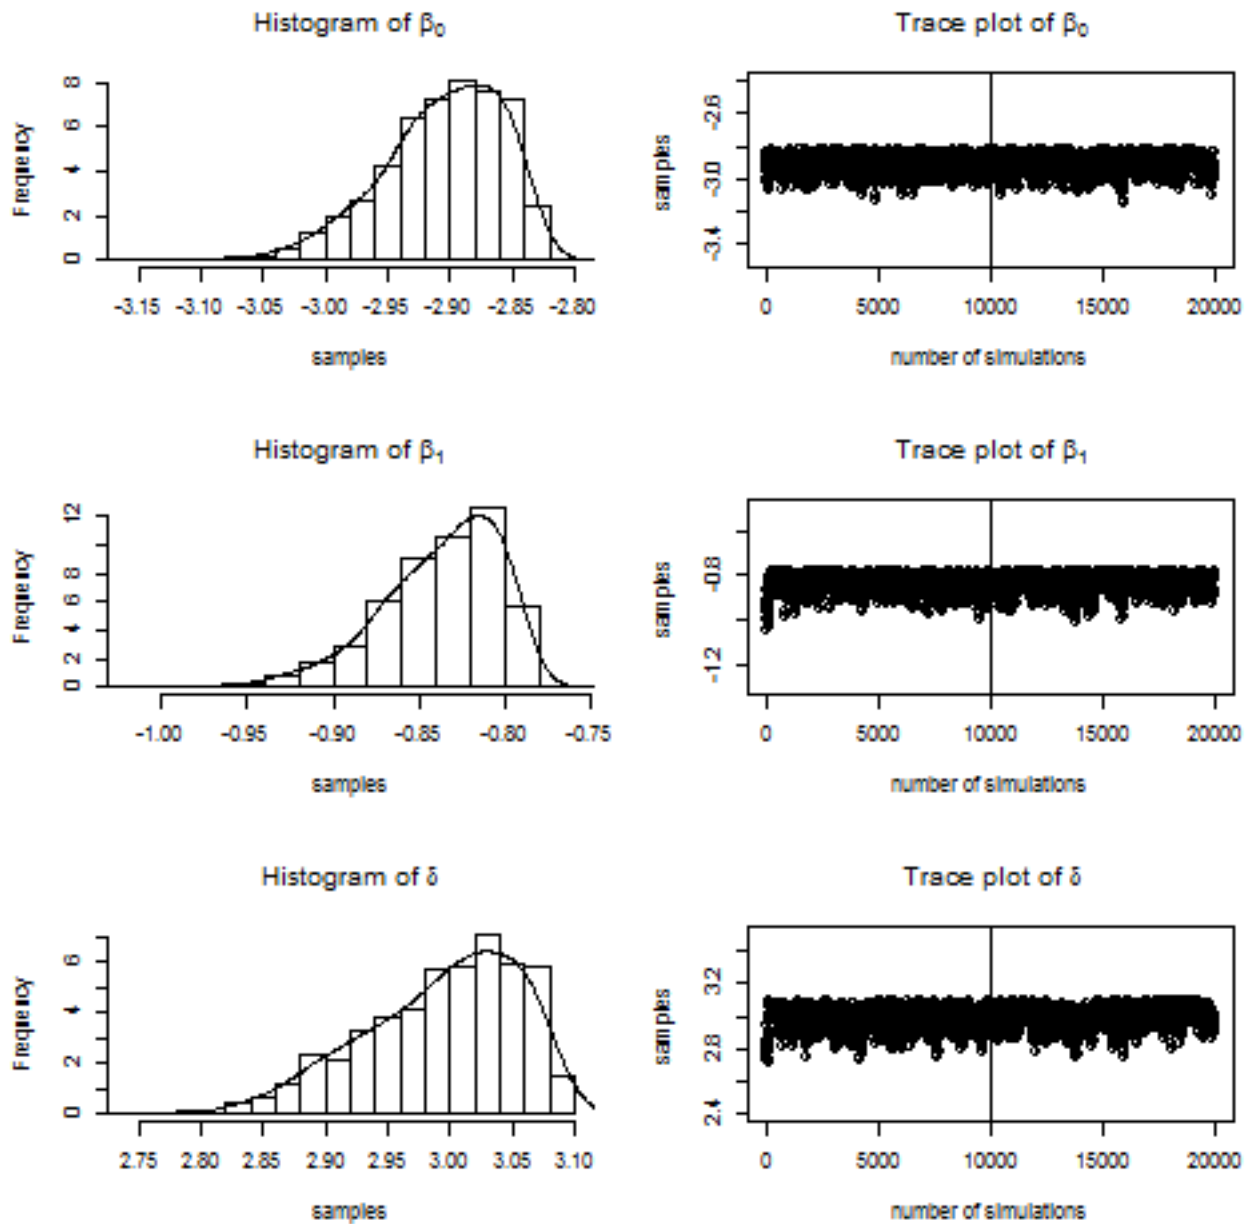 Histogram of β₀
Trace plot of β₀
Frequency
0 2 4 6 8
-3.15 -3.10 -3.05 -3.00 -2.95 -2.90 -2.85 -2.80
samples
samples
-3.4 -3.0 -2.6
0 5000 10000 15000 20000
number of simulations
Histogram of β₁
Trace plot of β₁
Frequency
0 2 4 6 8 12
-1.00 -0.95 -0.90 -0.85 -0.80 -0.75
samples
samples
-1.2 -0.8
0 5000 10000 15000 20000
number of simulations
Histogram of δ
Trace plot of δ
Frequency
0 2 4 6
2.75 2.80 2.85 2.90 2.95 3.00 3.05 3.10
samples
samples
2.4 2.8 3.2
0 5000 10000 15000 20000
number of simulations